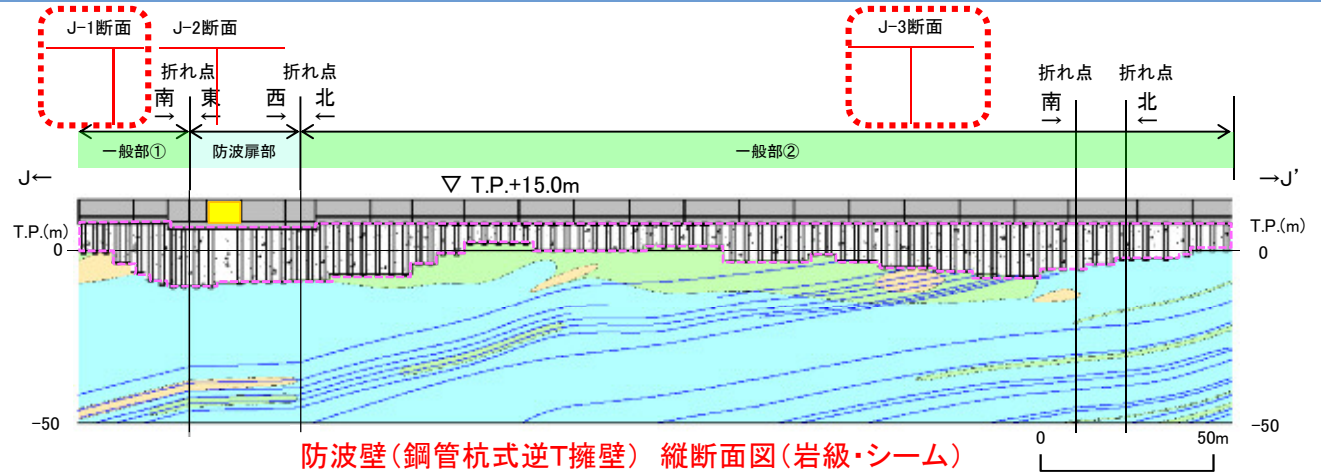 J-1断面 J-2断面 J-3断面
折れ点 折れ点 折れ点 折れ点
南 東 西 北 南 北
→ ← → ← → ←
一般部① 防波扉部 一般部②
J← ▽ T.P.+15.0m →J’
T.P.(m) T.P.(m)
0 0
-50 -50
防波壁(鋼管杭式逆T擁壁) 縦断面図(岩級・シーム)
0 50m